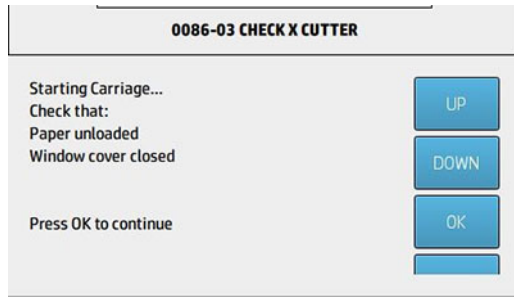 0086-03 CHECK X CUTTER
Starting Carriage...
Check that:
Paper unloaded
Window cover closed
Press OK to continue
UP
DOWN
OK